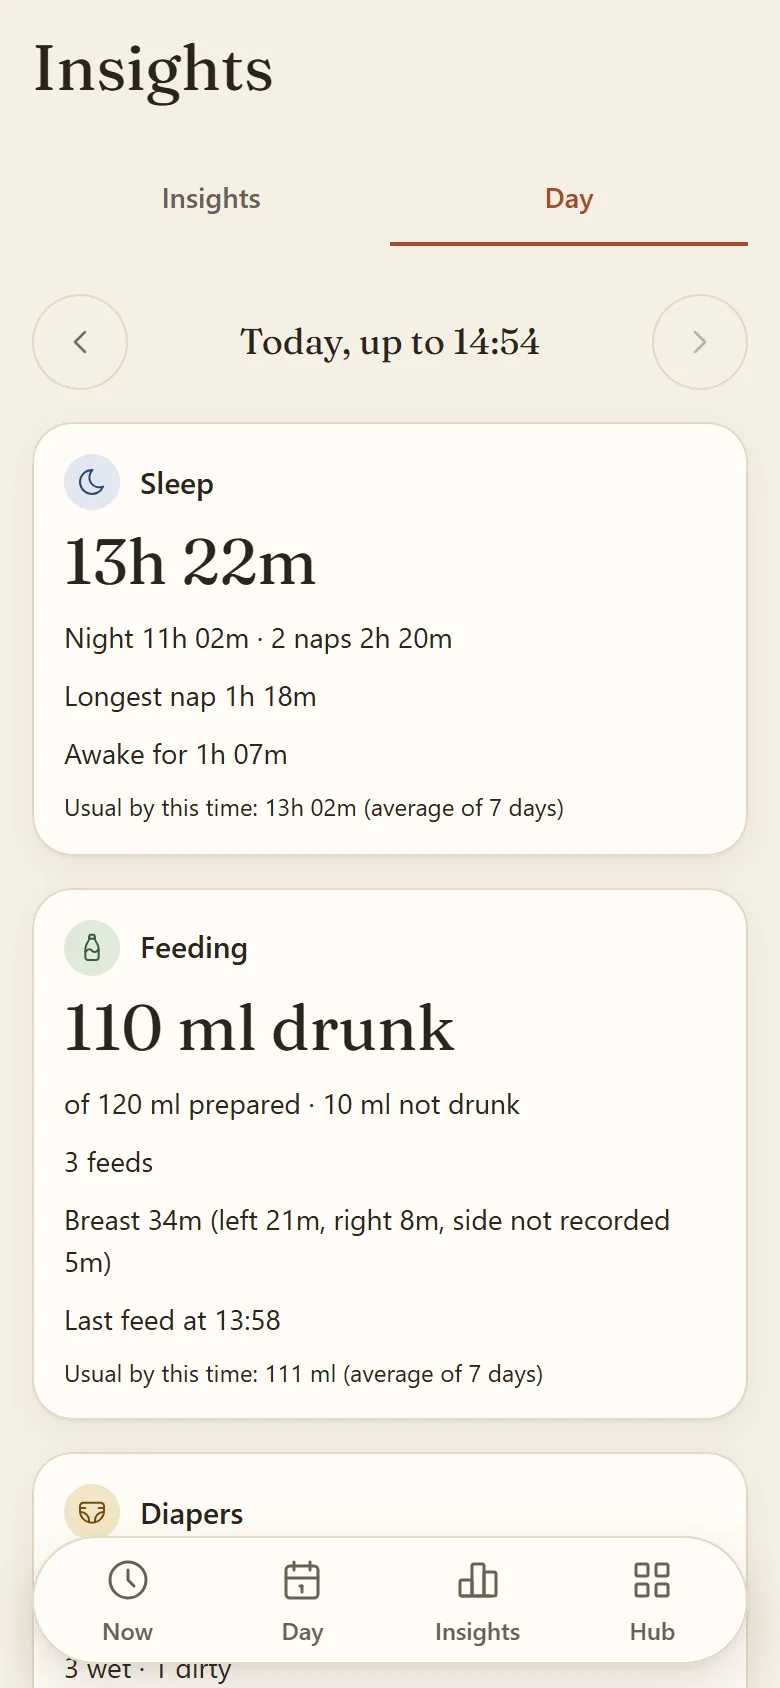 Insights
Insights
Day
Today, up to 14:54
Sleep
13h 22m
Night 11h 02m · 2 naps 2h 20m
Longest nap 1h 18m
Awake for 1h 07m
Usual by this time: 13h 02m (average of 7 days)
Feeding
110 ml drunk
of 120 ml prepared · 10 ml not drunk
3 feeds
Breast 34m (left 21m, right 8m, side not recorded
5m)
Last feed at 13:58
Usual by this time: 111 ml (average of 7 days)
Diapers
Now
Day
Insights
Hub
3 wet · 1 dirty